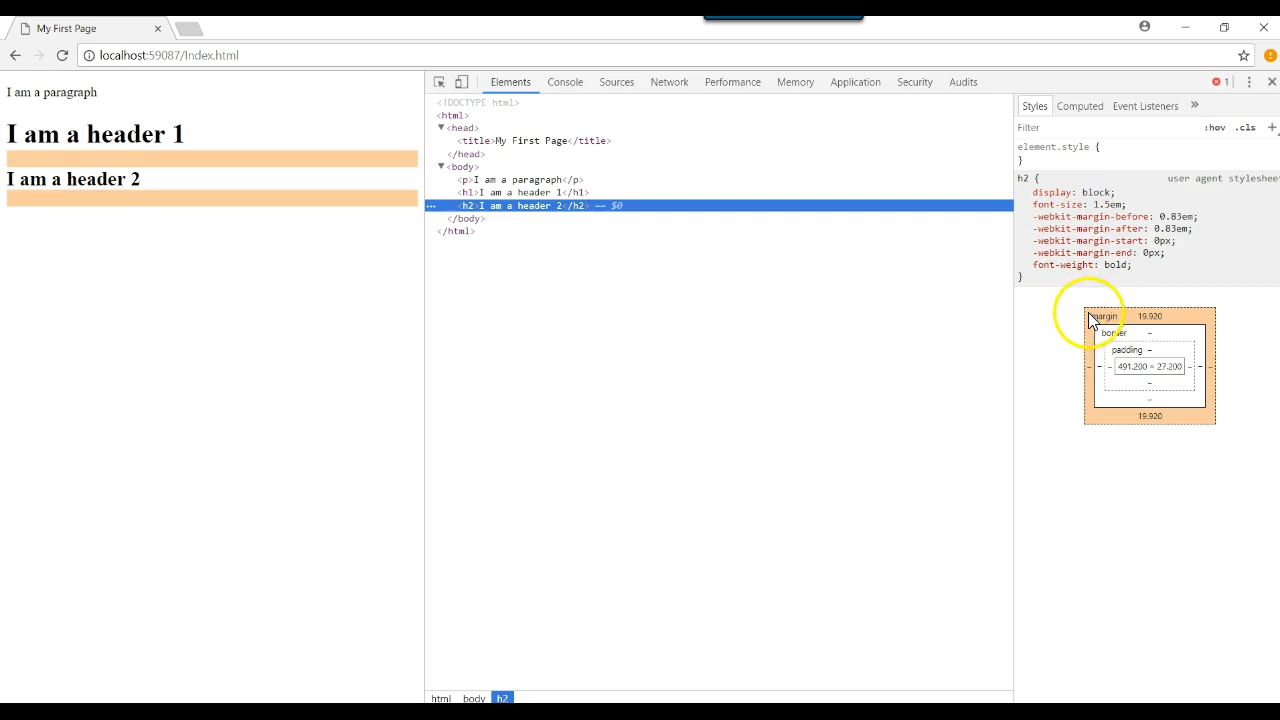 My First Page
localhost:59087/Index.html
I am a paragraph
I am a header 1
I am a header 2
Elements Console Sources Network Performance Memory Application Security Audits 1
<!DOCTYPE html>
<html>
<head>
<title>My First Page</title>
</head>
<body>
<p>I am a paragraph</p>
<h1>I am a header 1</h1>
... <h2>I am a header 2</h2> == $0
</body>
</html>
html body h2
Styles Computed Event Listeners »
Filter :hov .cls +
element.style {
}
h2 { user agent stylesheet
display: block;
font-size: 1.5em;
-webkit-margin-before: 0.83em;
-webkit-margin-after: 0.83em;
-webkit-margin-start: 0px;
-webkit-margin-end: 0px;
font-weight: bold;
}
margin 19.920
border –
padding –
– – – 491.200 × 27.200 – – –
–
–
19.920